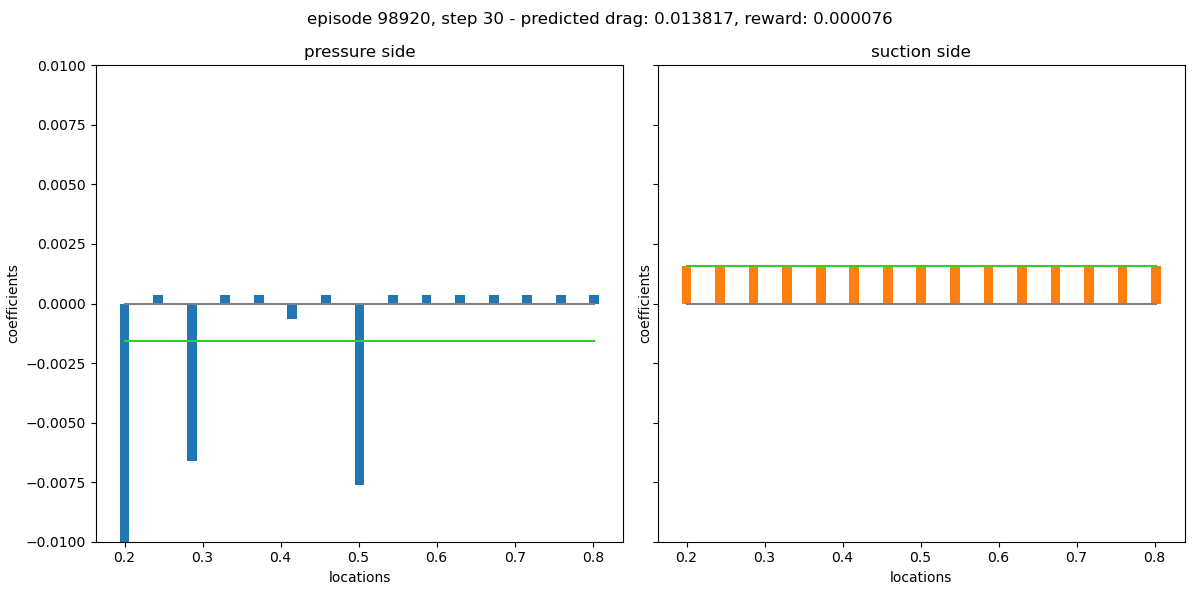 episode 98920, step 30 - predicted drag: 0.013817, reward: 0.000076
pressure side
suction side
0.0100
0.0075
0.0050
0.0025
0.0000
−0.0025
−0.0050
−0.0075
−0.0100
coefficients
coefficients
0.2 0.3 0.4 0.5 0.6 0.7 0.8
0.2 0.3 0.4 0.5 0.6 0.7 0.8
locations
locations